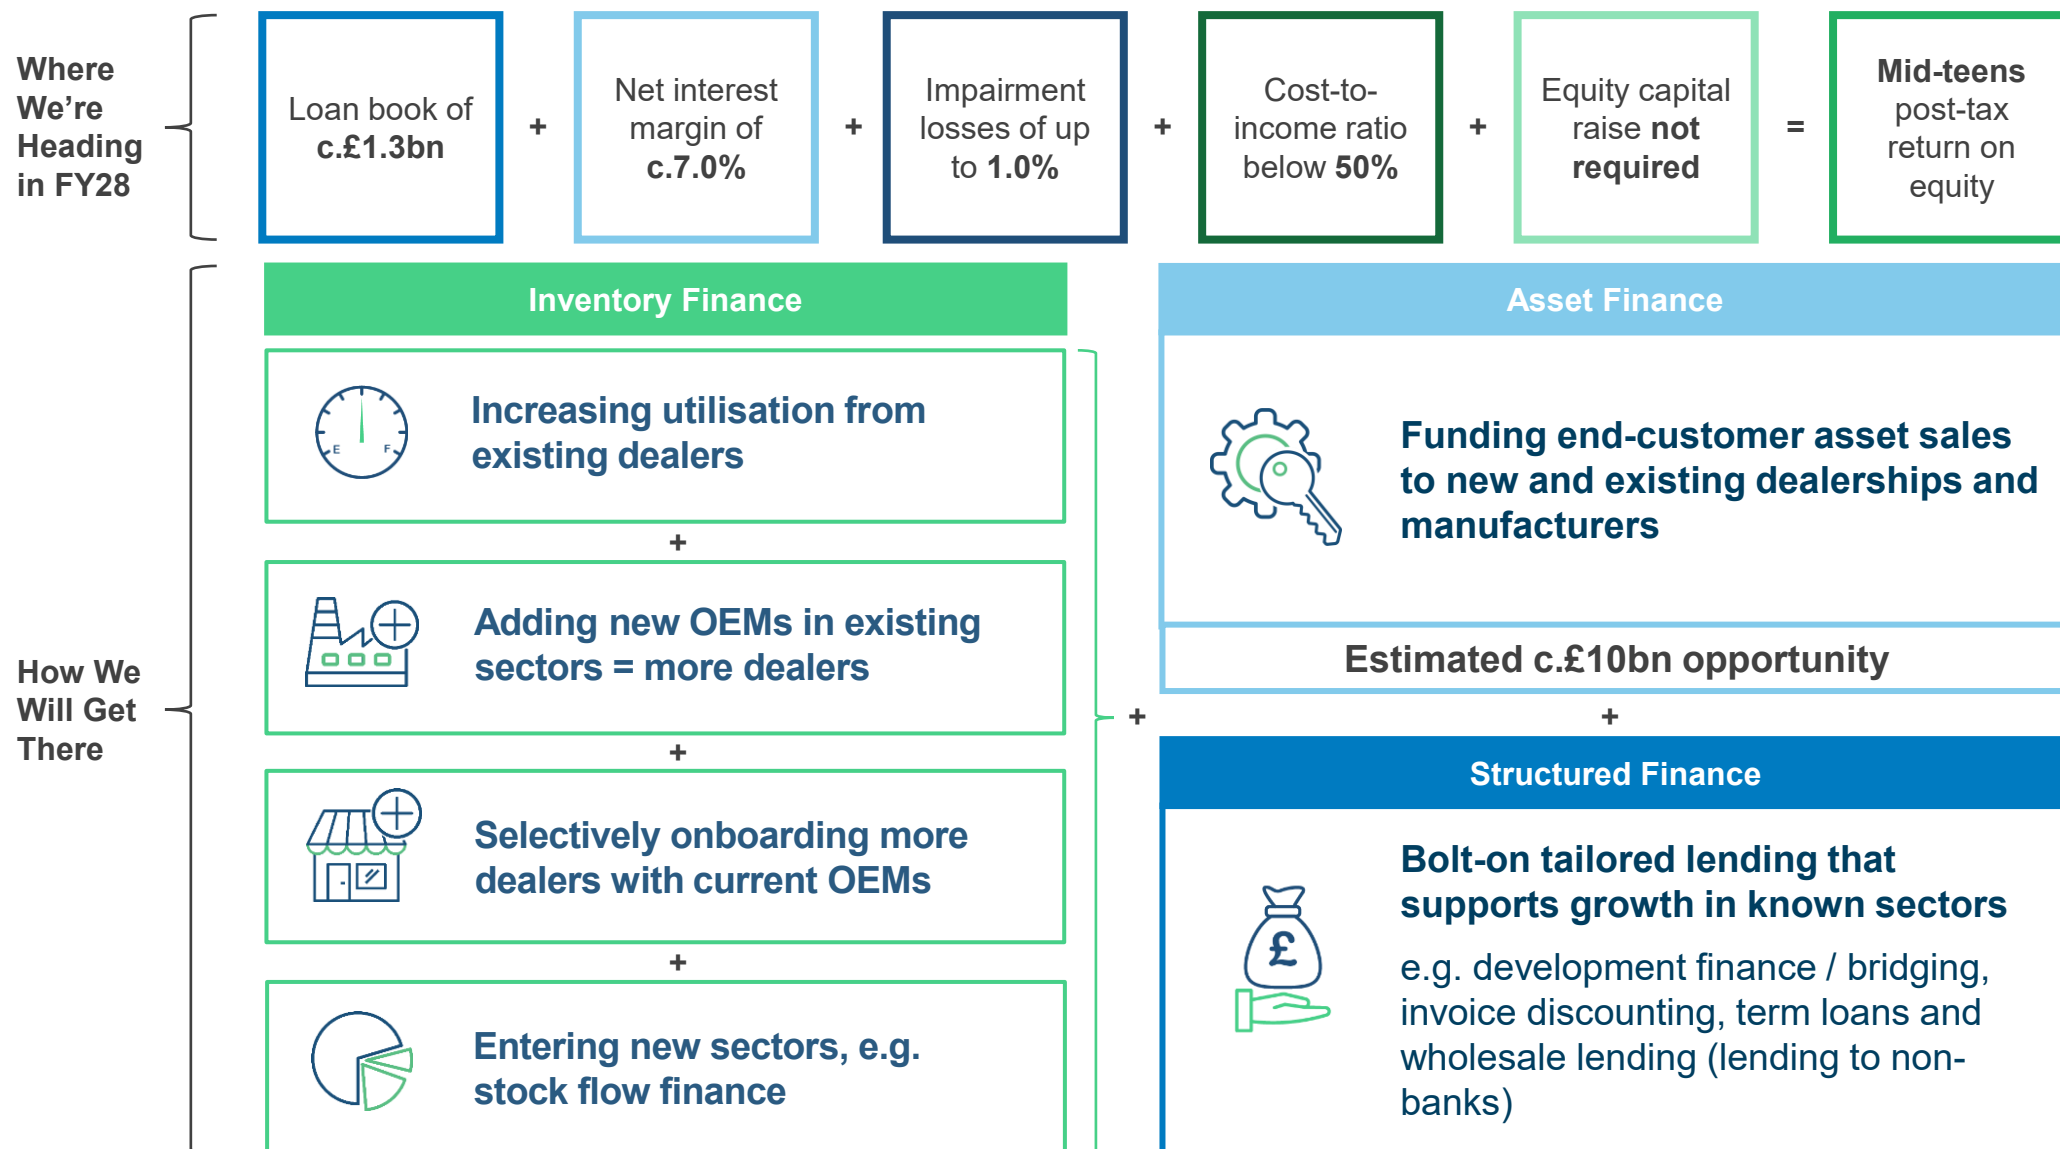 Where
We're
Heading
in FY28
Loan book of
c.£1.3bn
+
Net interest
margin of
c.7.0%
+
Impairment
losses of up
to 1.0%
+
Cost-to-
income ratio
below 50%
+
Equity capital
raise not
required
=
Mid-teens
post-tax
return on
equity
How We
Will Get
There
Inventory Finance
E F
Increasing utilisation from
existing dealers
+
Adding new OEMs in existing
sectors = more dealers
+
Selectively onboarding more
dealers with current OEMs
+
Entering new sectors, e.g.
stock flow finance
+
Asset Finance
Funding end-customer asset sales
to new and existing dealerships and
manufacturers
Estimated c.£10bn opportunity
+
Structured Finance
£
Bolt-on tailored lending that
supports growth in known sectors
e.g. development finance / bridging,
invoice discounting, term loans and
wholesale lending (lending to non-
banks)